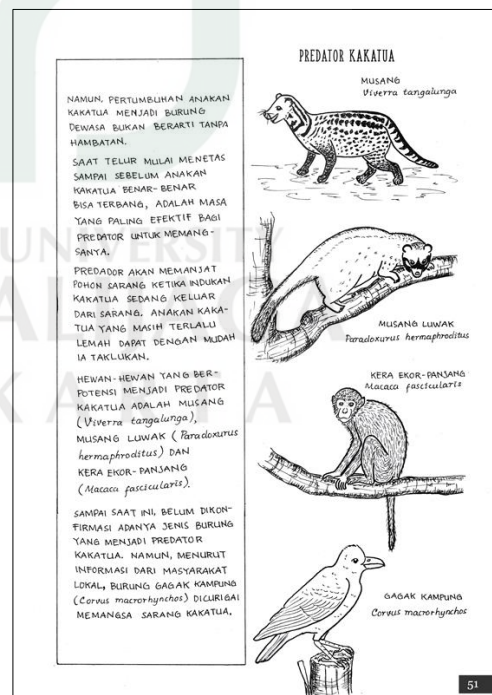 PREDATOR KAKATUA
NAMUN, PERTUMBUHAN ANAKAN
KAKATUA MENJADI BURUNG
DEWASA BUKAN BERARTI TANPA
HAMBATAN.
SAAT TELUR MULAI MENETAS
SAMPAI SEBELUM ANAKAN
KAKATUA BENAR-BENAR
BISA TERBANG, ADALAH MASA
YANG PALING EFEKTIF BAGI
PREDATOR UNTUK MEMANG-
SANYA.
PREDADOR AKAN MEMANJAT
POHON SARANG KETIKA INDUKAN
KAKATUA SEDANG KELUAR
DARI SARANG. ANAKAN KAKA-
TUA YANG MASIH TERLALU
LEMAH DAPAT DENGAN MUDAH
IA TAKLUKAN.
HEWAN-HEWAN YANG BER-
POTENSI MENJADI PREDATOR
KAKATUA ADALAH MUSANG
(Viverra tangalunga),
MUSANG LUWAK (Paradoxurus
hermaphroditus) DAN
KERA EKOR-PANJANG
(Macaca fascicularis).
SAMPAI SAAT INI, BELUM DIKON-
FIRMASI ADANYA JENIS BURUNG
YANG MENJADI PREDATOR
KAKATUA. NAMUN, MENURUT
INFORMASI DARI MASYARAKAT
LOKAL, BURUNG GAGAK KAMPUNG
(Corvus macrorhynchos) DICURIGAI
MEMANGSA SARANG KAKATUA.
MUSANG
Viverra tangalunga
MUSANG LUWAK
Paradoxurus hermaphroditus
KERA EKOR-PANJANG
Macaca fascicularis
GAGAK KAMPUNG
Corvus macrorhynchos
51